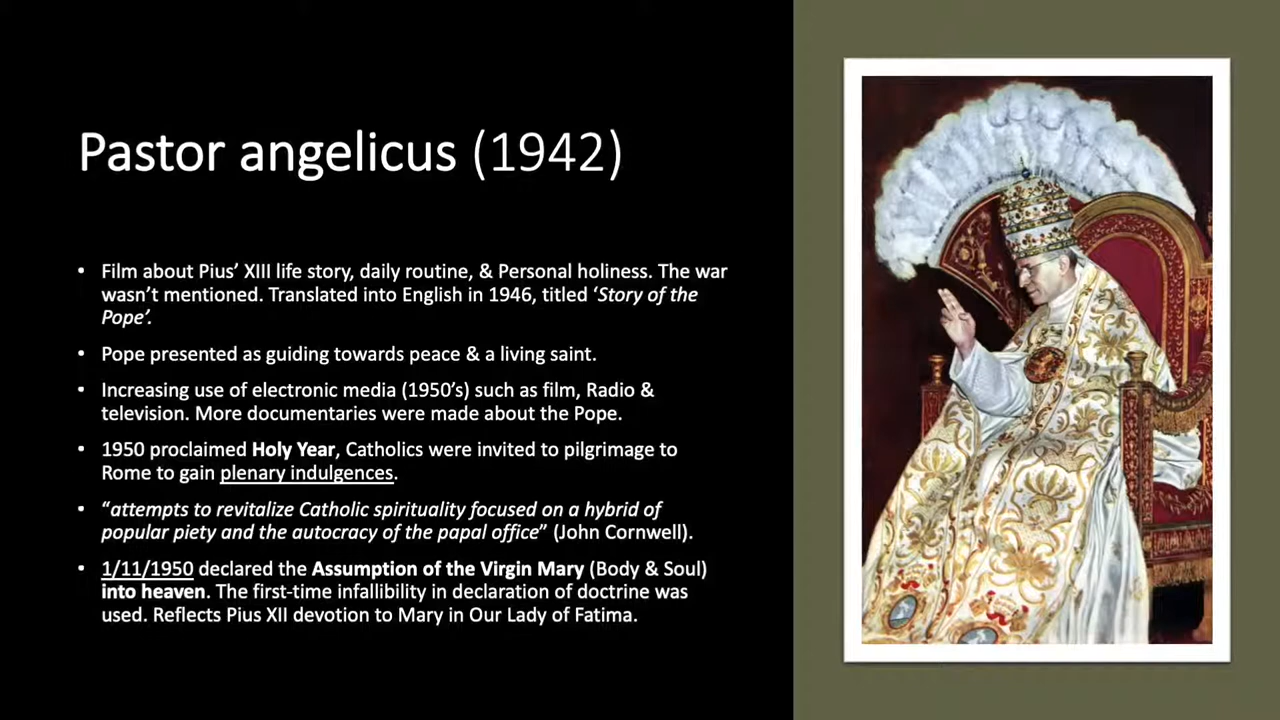 Pastor angelicus (1942)
• Film about Pius’ XIII life story, daily routine, & Personal holiness. The war
wasn’t mentioned. Translated into English in 1946, titled ‘Story of the
Pope’.
• Pope presented as guiding towards peace & a living saint.
• Increasing use of electronic media (1950’s) such as film, Radio &
television. More documentaries were made about the Pope.
• 1950 proclaimed Holy Year, Catholics were invited to pilgrimage to
Rome to gain plenary indulgences.
• “attempts to revitalize Catholic spirituality focused on a hybrid of
popular piety and the autocracy of the papal office” (John Cornwell).
• 1/11/1950 declared the Assumption of the Virgin Mary (Body & Soul)
into heaven. The first-time infallibility in declaration of doctrine was
used. Reflects Pius XII devotion to Mary in Our Lady of Fatima.